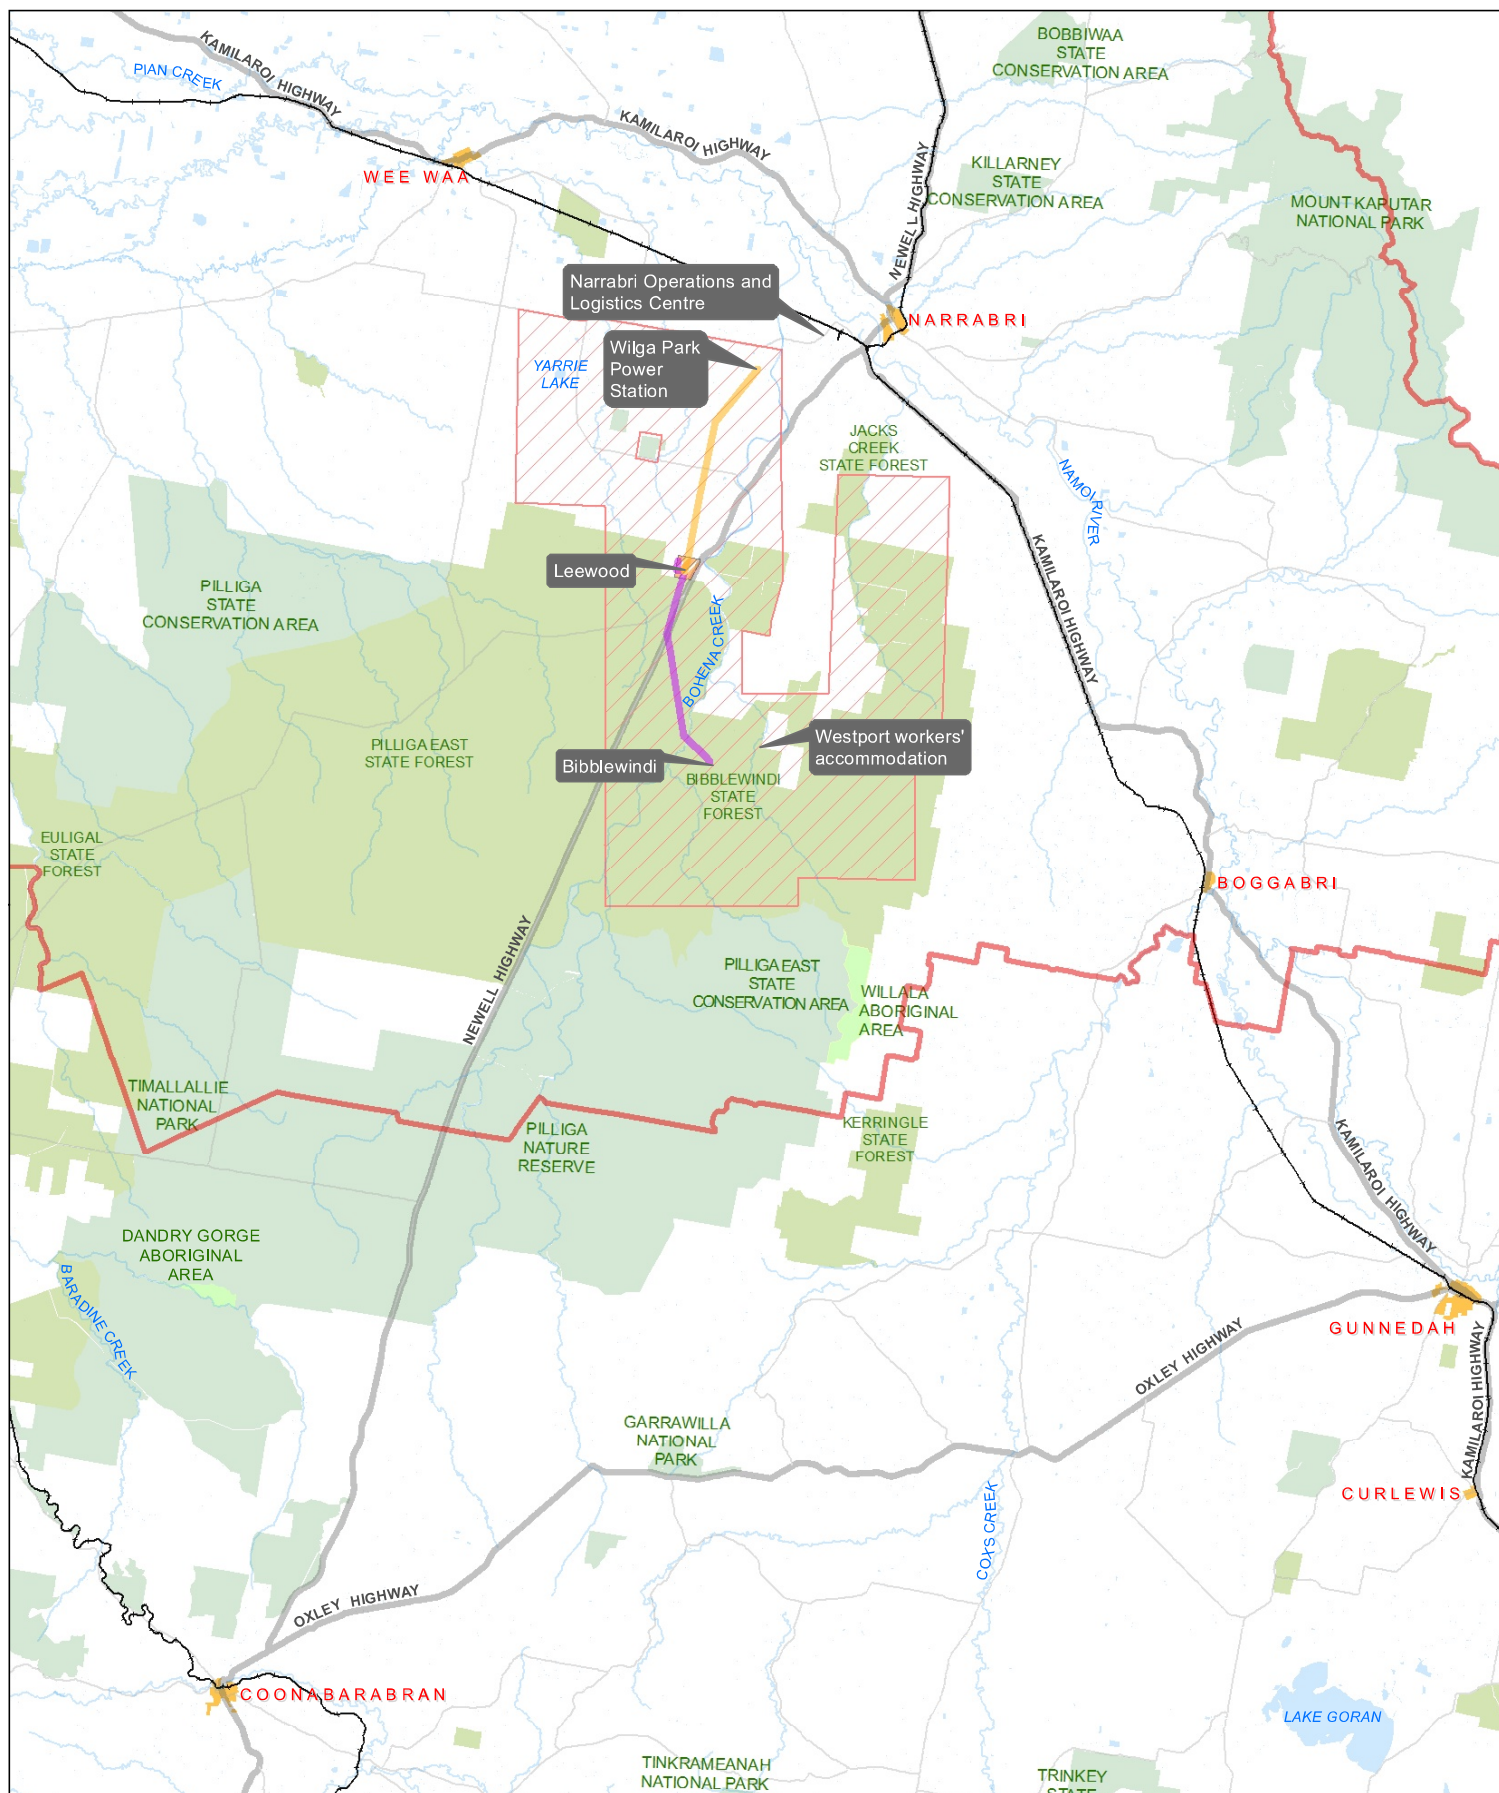 BOBBIWAA
STATE
CONSERVATION AREA
KAMILAROI HIGHWAY
PIAN CREEK
KAMILAROI HIGHWAY
WEE WAA
NEWELL HIGHWAY
KILLARNEY
STATE
CONSERVATION AREA
MOUNT KAPUTAR
NATIONAL PARK
Narrabri Operations and
Logistics Centre
NARRABRI
Wilga Park
Power
Station
YARRIE
LAKE
JACKS
CREEK
STATE FOREST
NAMOI RIVER
KAMILAROI HIGHWAY
Leewood
PILLIGA
STATE
CONSERVATION AREA
BOHENA CREEK
PILLIGA EAST
STATE FOREST
Westport workers'
accommodation
Bibblewindi
BIBBLEWINDI
STATE
FOREST
EULIGAL
STATE
FOREST
BOGGABRI
NEWELL HIGHWAY
PILLIGA EAST
STATE
CONSERVATION AREA
WILLALA
ABORIGINAL
AREA
TIMALLALLIE
NATIONAL
PARK
PILLIGA
NATURE
RESERVE
KERRINGLE
STATE
FOREST
KAMILAROI HIGHWAY
DANDRY GORGE
ABORIGINAL
AREA
BARADINE CREEK
GUNNEDAH
OXLEY HIGHWAY
KAMILAROI HIGHWAY
GARRAWILLA
NATIONAL
PARK
CURLEWIS
COXS CREEK
OXLEY HIGHWAY
COONABARABRAN
LAKE GORAN
TINKRAMEANAH
NATIONAL PARK
TRINKEY
STATE